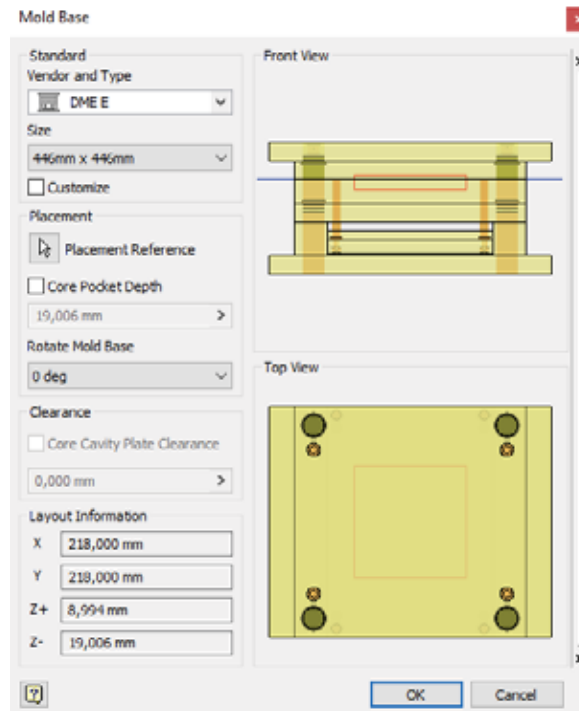 Mold Base
Standard
Vendor and Type
DME E
Size
446mm x 446mm
Customize
Placement
Placement Reference
Core Pocket Depth
19,006 mm
Rotate Mold Base
0 deg
Clearance
Core Cavity Plate Clearance
0,000 mm
Layout Information
X 218,000 mm
Y 218,000 mm
Z+ 8,994 mm
Z- 19,006 mm
Front View
Top View
OK Cancel